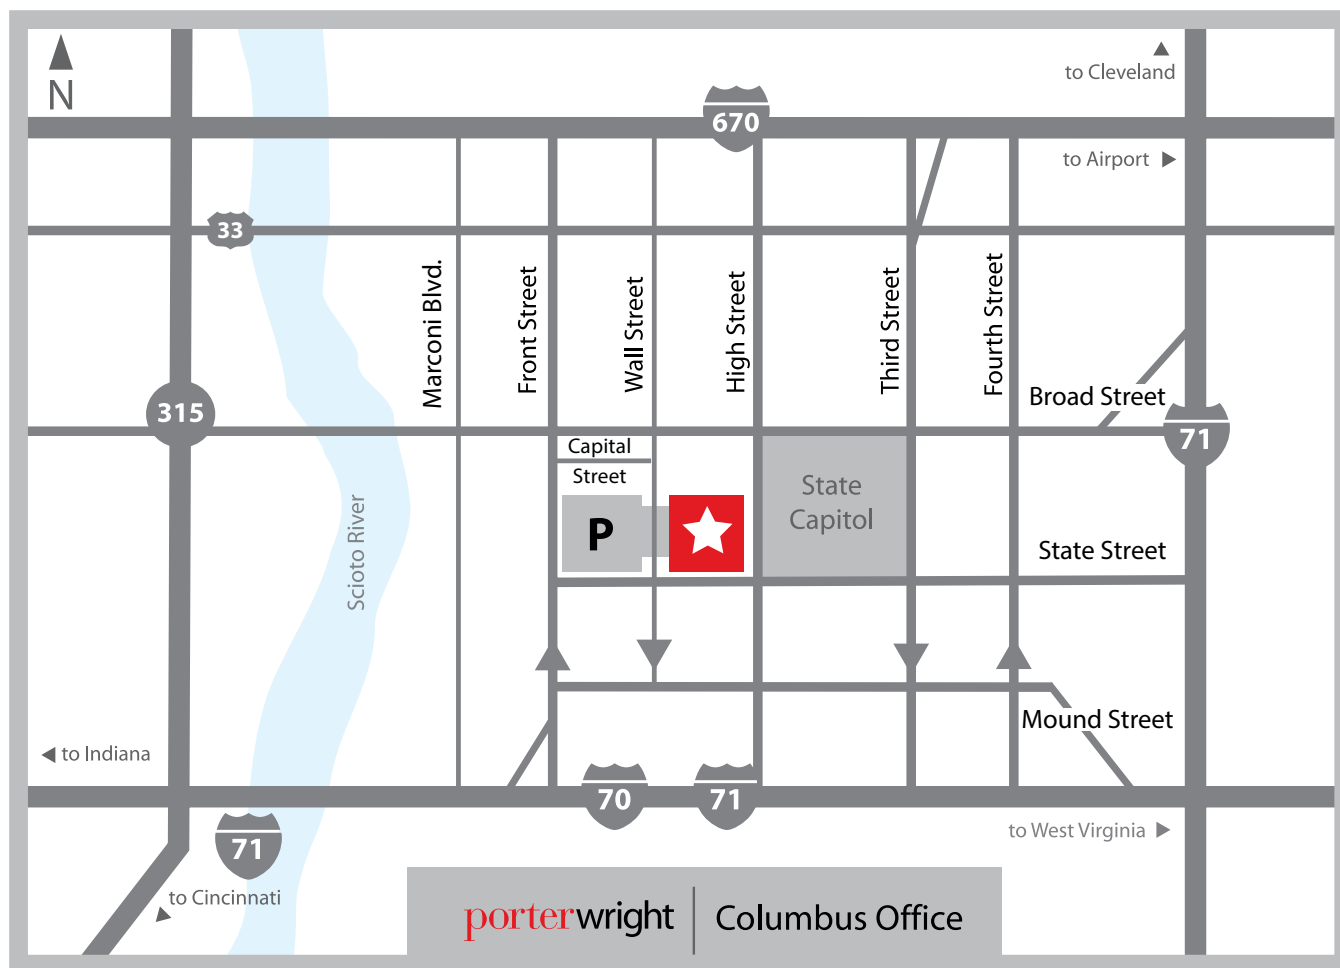 N
to Cleveland
670
to Airport
33
Marconi Blvd.
Front Street
Wall Street
High Street
Third Street
Fourth Street
Broad Street
315
71
Capital
Street
State
Capitol
P
State Street
Scioto River
Mound Street
to Indiana
70
71
71
to West Virginia
to Cincinnati
porterwright | Columbus Office